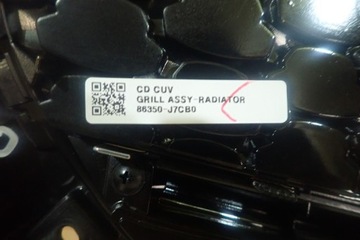 CD CUV
GRILL ASSY-RADIATOR
86350-J7CB0